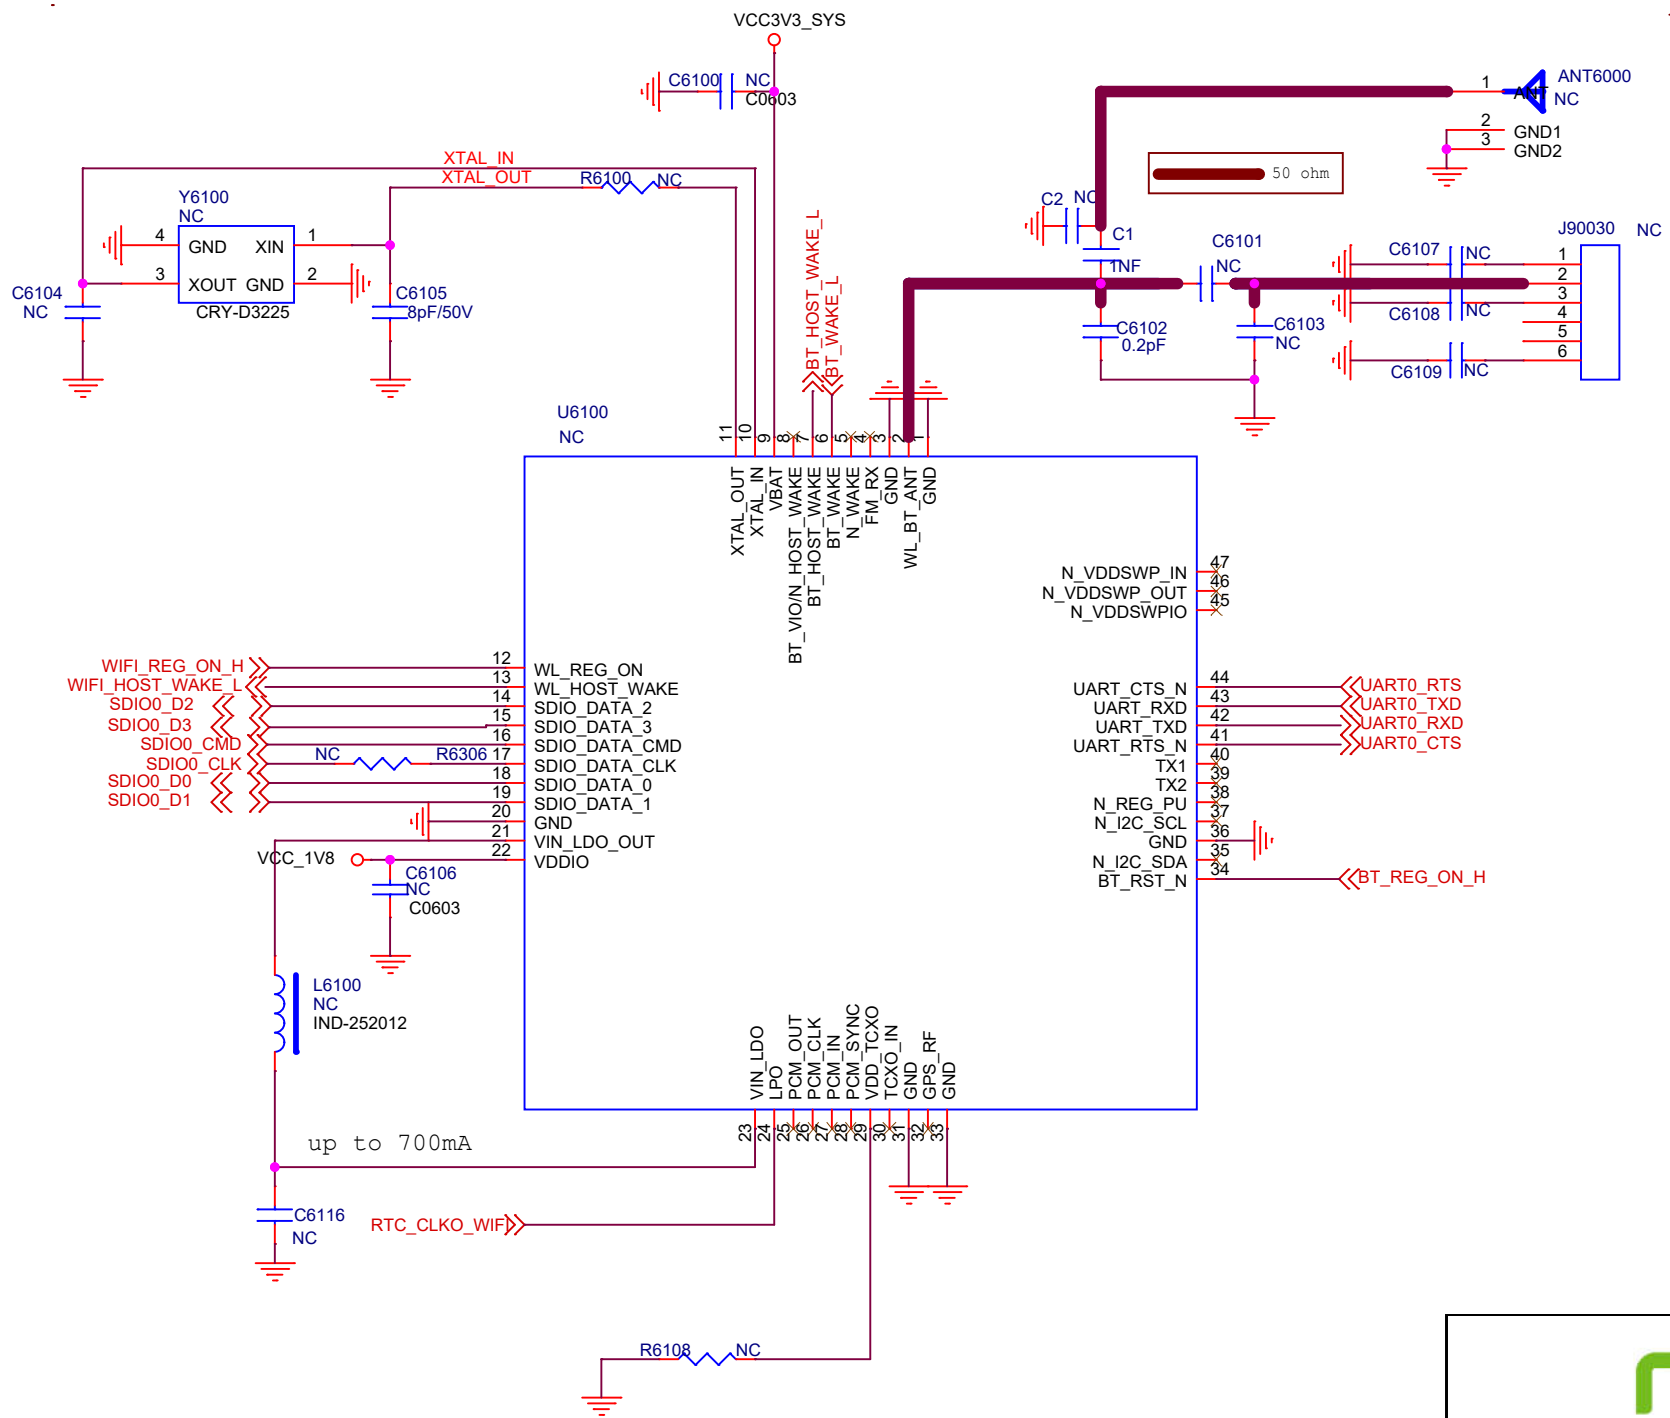 VCC3V3_SYS
C6100 NC
C0603
1 ANT ANT6000
NC
2 GND1
3 GND2
50 ohm
XTAL_IN
XTAL_OUT
R6100 NC
Y6100
NC
4 GND XIN 1
3 XOUT GND 2
CRY-D3225
C6104
NC
C6105
8pF/50V
BT_HOST_WAKE_L
BT_WAKE_L
C2 NC
C1
1NF
C6101
NC
C6102
0.2pF
C6103
NC
J90030 NC
C6107 NC
C6108 NC
C6109 NC
1
2
3
4
5
6
U6100
NC
11 10 9 8 7 6 5 4 3 2 1
XTAL_OUT
XTAL_IN
VBAT
BT_VIO/N_HOST_WAKE
BT_HOST_WAKE
BT_WAKE
N_WAKE
FM_RX
GND
WL_BT_ANT
GND
N_VDDSWP_IN 47
N_VDDSWP_OUT 46
N_VDDSWPIO 45
WIFI_REG_ON_H 12 WL_REG_ON
WIFI_HOST_WAKE_L 13 WL_HOST_WAKE
SDIO0_D2 14 SDIO_DATA_2
SDIO0_D3 15 SDIO_DATA_3
SDIO0_CMD 16 SDIO_DATA_CMD
SDIO0_CLK NC R6306 17 SDIO_DATA_CLK
SDIO0_D0 18 SDIO_DATA_0
SDIO0_D1 19 SDIO_DATA_1
20 GND
21 VIN_LDO_OUT
VCC_1V8 22 VDDIO
UART_CTS_N 44 UART0_RTS
UART_RXD 43 UART0_TXD
UART_TXD 42 UART0_RXD
UART_RTS_N 41 UART0_CTS
TX1 40
TX2 39
N_REG_PU 38
N_I2C_SCL 37
GND 36
N_I2C_SDA 35
BT_RST_N 34 BT_REG_ON_H
C6106
NC
C0603
L6100
NC
IND-252012
VIN_LDO
LPO
PCM_OUT
PCM_CLK
PCM_IN
PCM_SYNC
VDD_TCXO
TCXO_IN
GND
GPS_RF
GND
23 24 25 26 27 28 29 30 31 32 33
up to 700mA
C6116
NC
RTC_CLKO_WIFI
R6108 NC